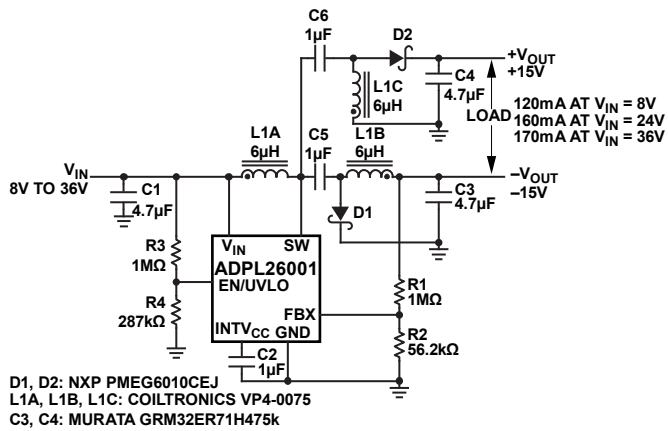 C6
1µF
D2
+VOUT
+15V
L1C
6µH
C4
4.7µF
LOAD
120mA AT VIN = 8V
160mA AT VIN = 24V
170mA AT VIN = 36V
L1A
6µH
C5
1µF
L1B
6µH
VIN
8V TO 36V
C1
4.7µF
–VOUT
–15V
C3
4.7µF
D1
R3
1MΩ
R4
287kΩ
VIN
SW
ADPL26001
EN/UVLO
FBX
INTVCC
GND
R1
1MΩ
R2
56.2kΩ
C2
1µF
D1, D2: NXP PMEG6010CEJ
L1A, L1B, L1C: COILTRONICS VP4-0075
C3, C4: MURATA GRM32ER71H475k